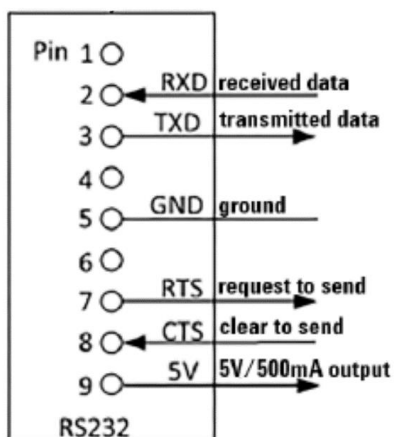 Pin 1
2 RXD received data
3 TXD transmitted data
4
5 GND ground
6
7 RTS request to send
8 CTS clear to send
9 5V 5V/500mA output
RS232